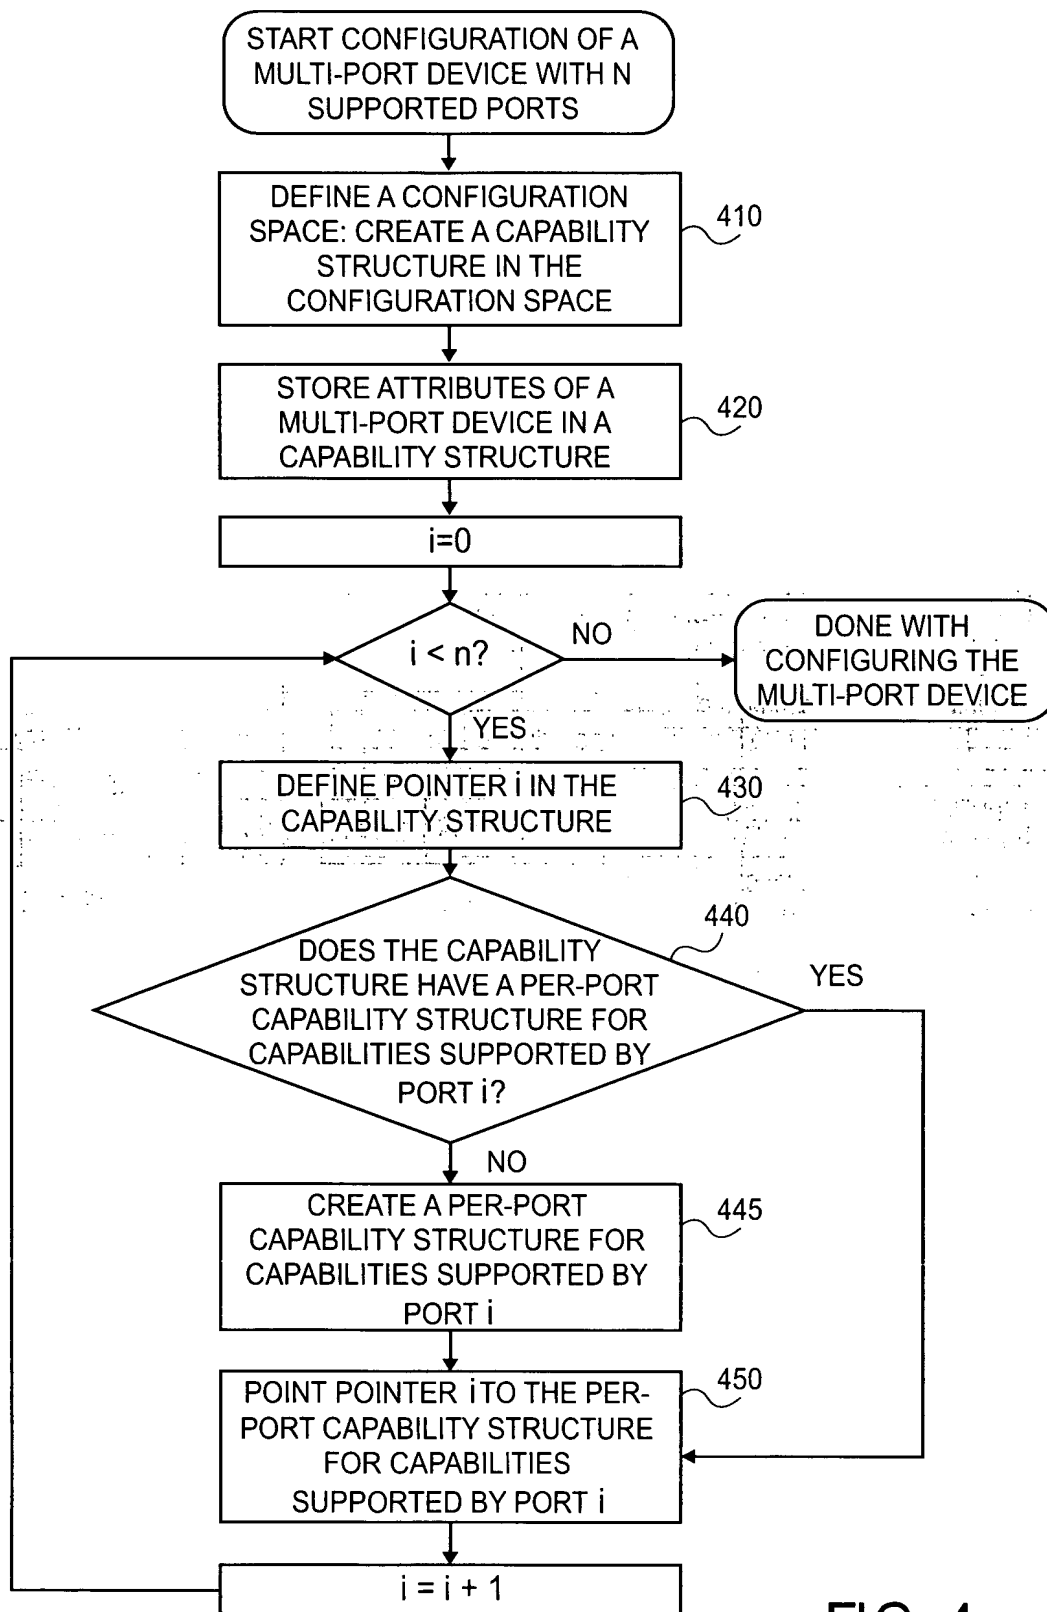 START CONFIGURATION OF A
MULTI-PORT DEVICE WITH N
SUPPORTED PORTS
DEFINE A CONFIGURATION
SPACE: CREATE A CAPABILITY
STRUCTURE IN THE
CONFIGURATION SPACE
410
STORE ATTRIBUTES OF A
MULTI-PORT DEVICE IN A
CAPABILITY STRUCTURE
420
i=0
i < n?
NO
DONE WITH
CONFIGURING THE
MULTI-PORT DEVICE
YES
DEFINE POINTER i IN THE
CAPABILITY STRUCTURE
430
440
DOES THE CAPABILITY
STRUCTURE HAVE A PER-PORT
CAPABILITY STRUCTURE FOR
CAPABILITIES SUPPORTED BY
PORT i?
YES
NO
CREATE A PER-PORT
CAPABILITY STRUCTURE FOR
CAPABILITIES SUPPORTED BY
PORT i
445
POINT POINTER i TO THE PER-
PORT CAPABILITY STRUCTURE
FOR CAPABILITIES
SUPPORTED BY PORT i
450
i = i + 1
FIG. 4